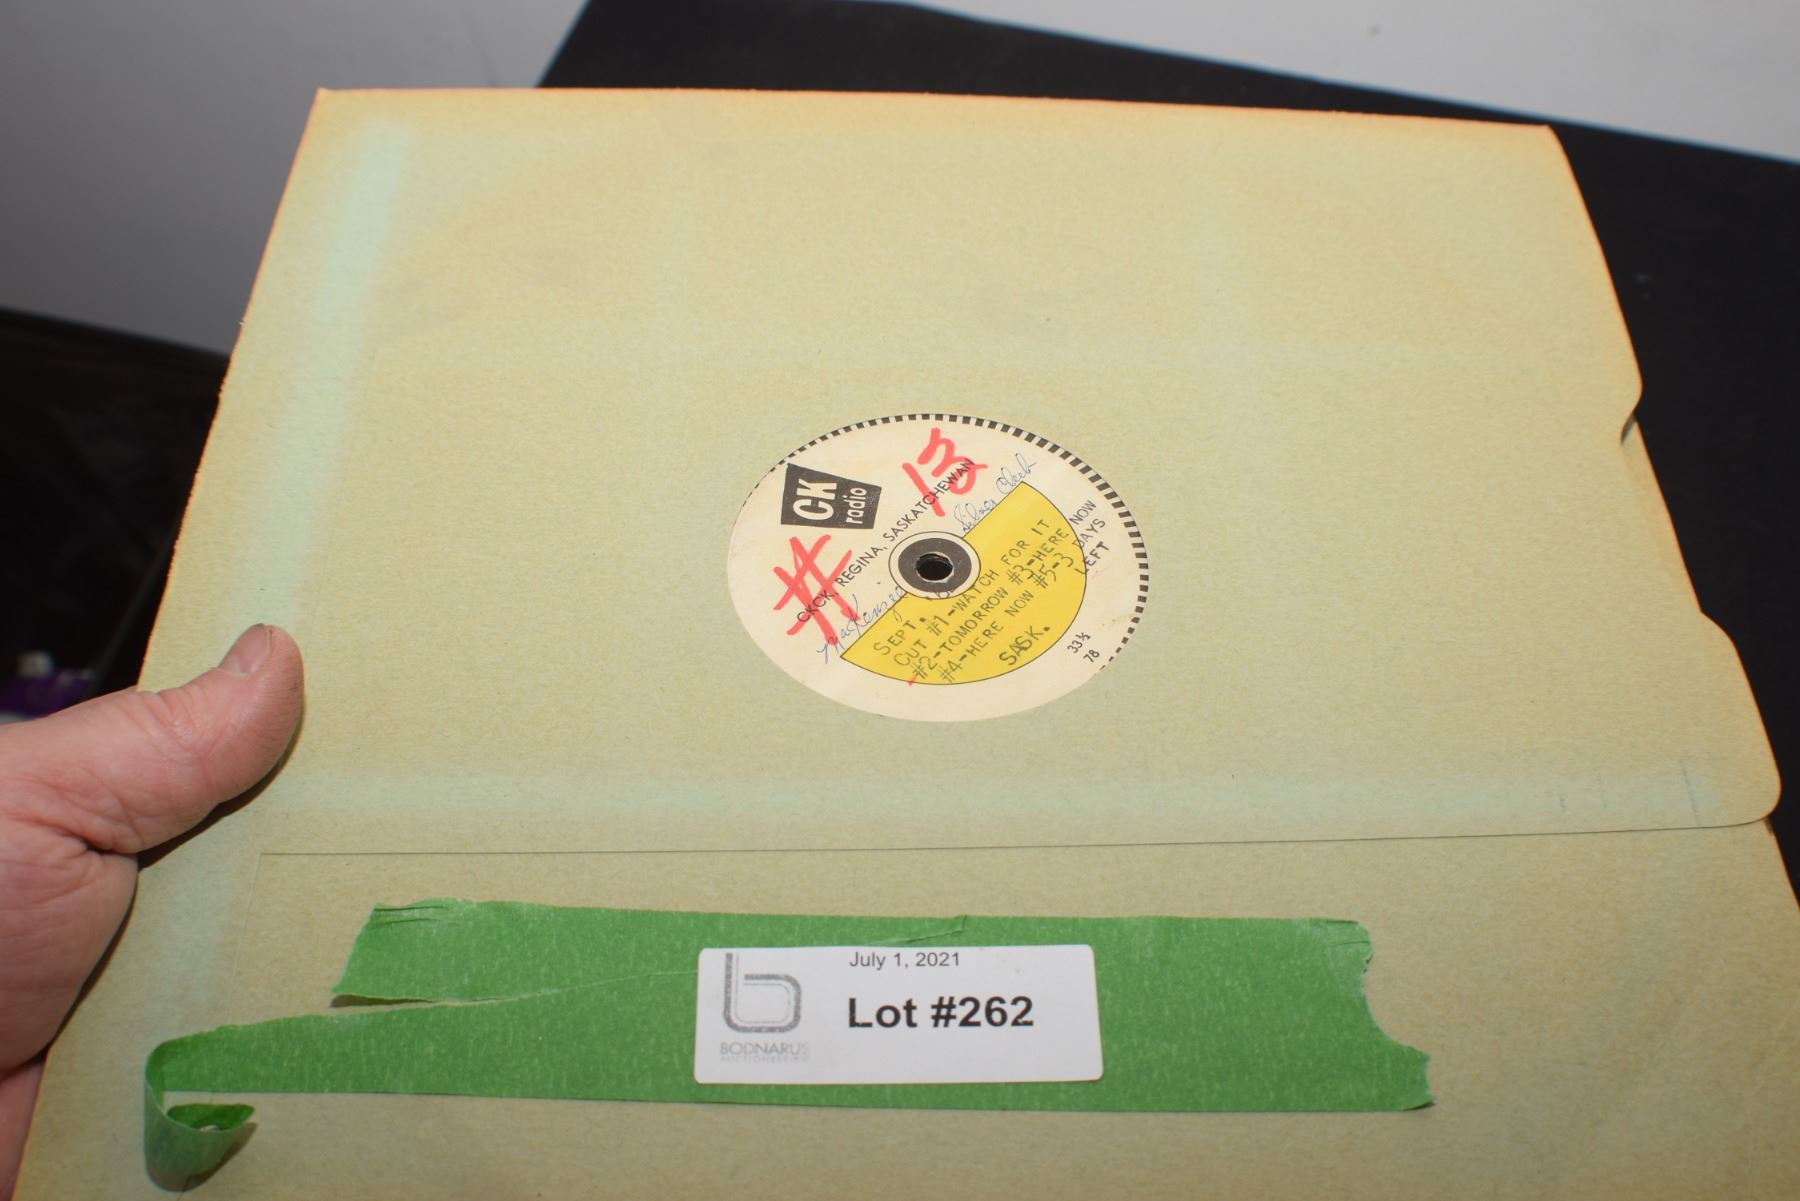 CK
radio
CKCK, REGINA, SASKATCHEWAN
# 13
SEPT.
CUT #1-WATCH FOR IT
#2-TOMORROW #3-HERE NOW
#4-HERE NOW #5-3 DAYS LEFT
SASK.
33⅓
78
July 1, 2021
Lot #262
BODNARUS
AUCTIONEERING